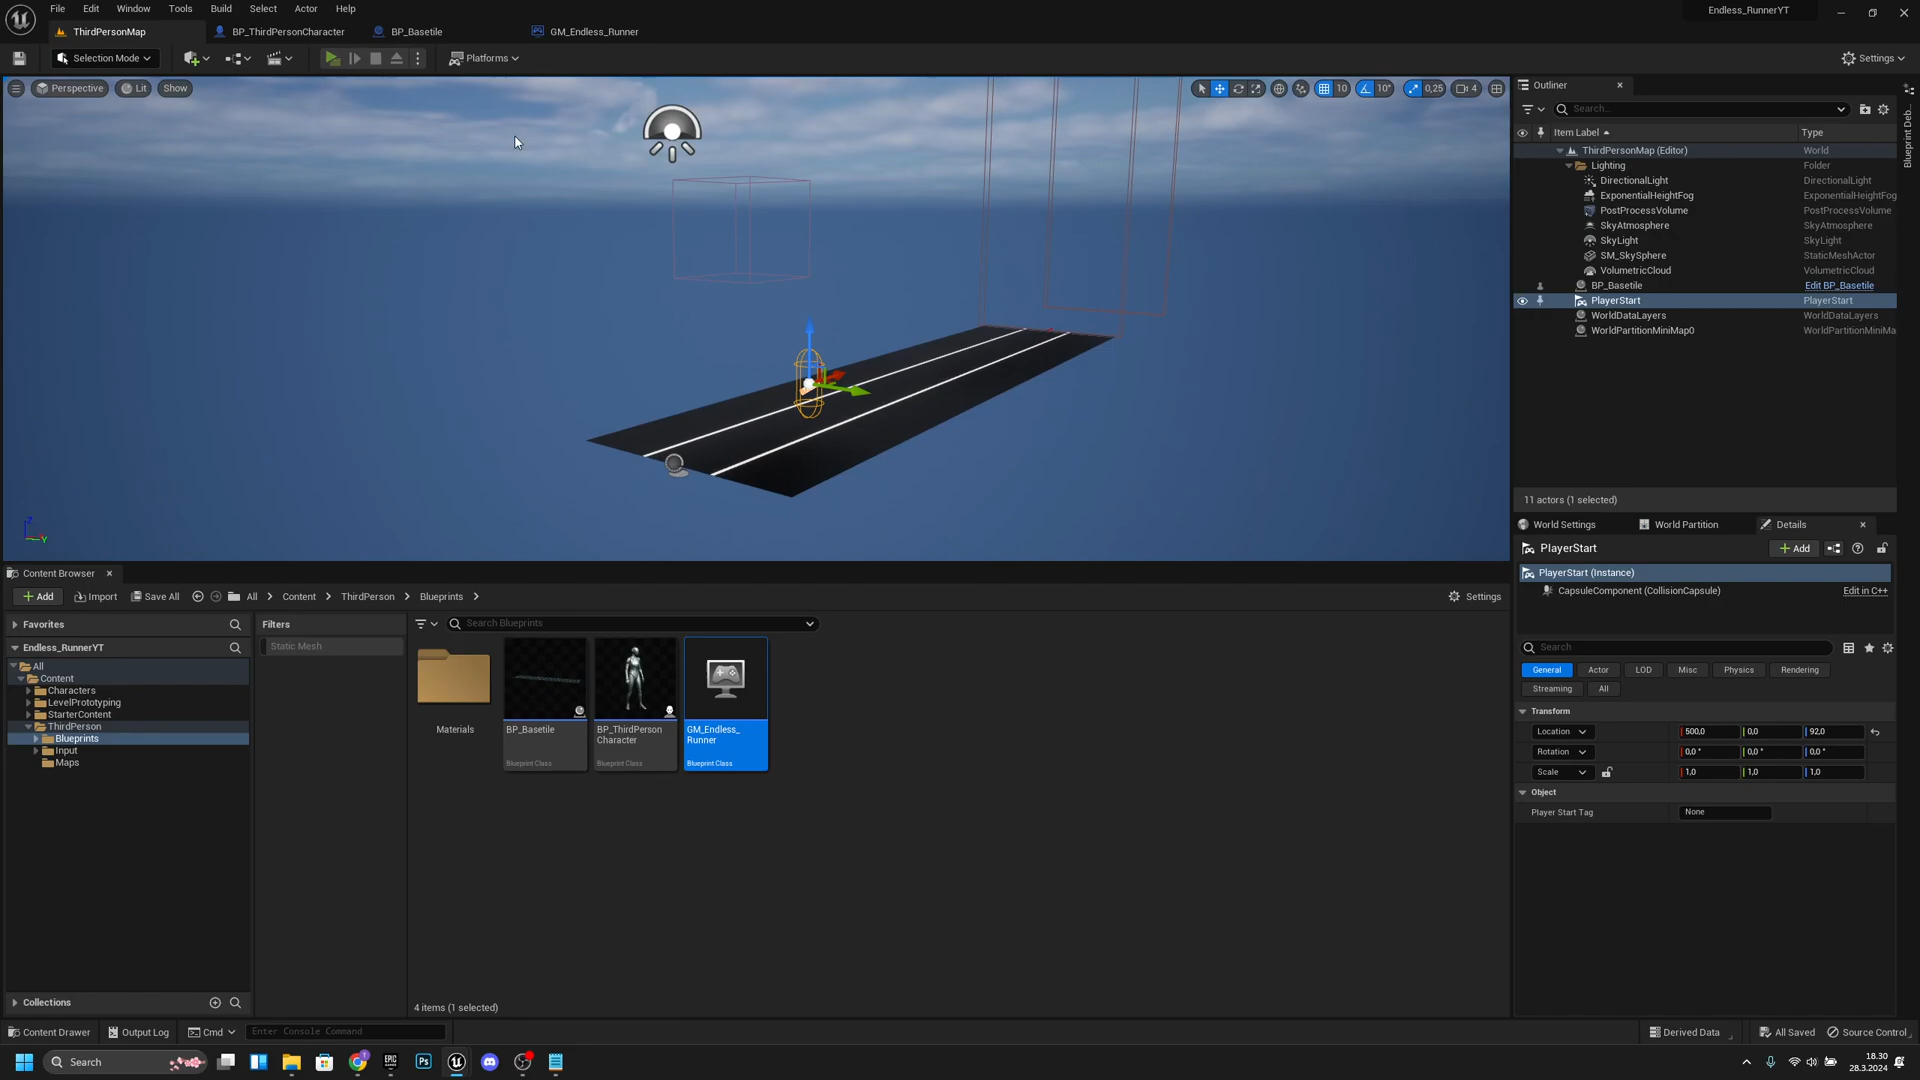 File Edit Window Tools Build Select Actor Help
Endless_RunnerYT
ThirdPersonMap BP_ThirdPersonCharacter BP_Basetile GM_Endless_Runner
Selection Mode Platforms Settings
Perspective Lit Show
10 10° 0,25 4
Z
Y
Outliner
Search...
Item Label Type
ThirdPersonMap (Editor) World
Lighting Folder
DirectionalLight DirectionalLight
ExponentialHeightFog ExponentialHeightFog
PostProcessVolume PostProcessVolume
SkyAtmosphere SkyAtmosphere
SkyLight SkyLight
SM_SkySphere StaticMeshActor
VolumetricCloud VolumetricCloud
BP_Basetile Edit BP_Basetile
PlayerStart PlayerStart
WorldDataLayers WorldDataLayers
WorldPartitionMiniMap0 WorldPartitionMiniMa
11 actors (1 selected)
Blueprint Deb...
World Settings World Partition Details
PlayerStart Add
PlayerStart (Instance)
CapsuleComponent (CollisionCapsule) Edit in C++
Search
General Actor LOD Misc Physics Rendering
Streaming All
Transform
Location 500,0 0,0 92,0
Rotation 0,0 ° 0,0 ° 0,0 °
Scale 1,0 1,0 1,0
Object
Player Start Tag None
Content Browser
Add Import Save All All Content ThirdPerson Blueprints Settings
Favorites
Endless_RunnerYT
All
Content
Characters
LevelPrototyping
StarterContent
ThirdPerson
Blueprints
Input
Maps
Collections
Filters
Static Mesh
Search Blueprints
Materials
BP_Basetile
Blueprint Class
BP_ThirdPerson
Character
Blueprint Class
GM_Endless_
Runner
Blueprint Class
4 items (1 selected)
Content Drawer Output Log Cmd Enter Console Command Derived Data All Saved Source Control
Search
EPIC
Ps
18.30
28.3.2024